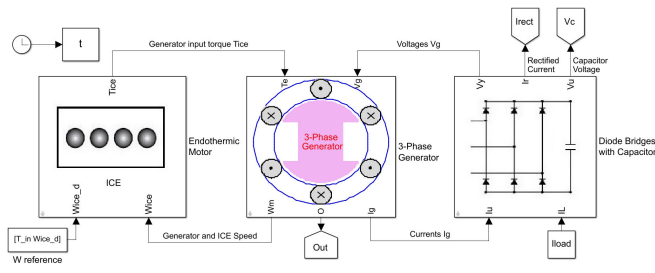 Irect
Vc
t
Generator input torque Tice
Voltages Vg
Rectified
Current
Capacitor
Voltage
Tice
Te
Vg
Vy
Ir
Vu
ICE
Endothermic
Motor
3-Phase
Generator
3-Phase
Generator
Diode Bridges
with Capacitor
Wice_d
Wice
Wm
O
Ig
Iu
IL
[T_in Wice_d]
W reference
Generator and ICE Speed
Out
Currents Ig
Iload